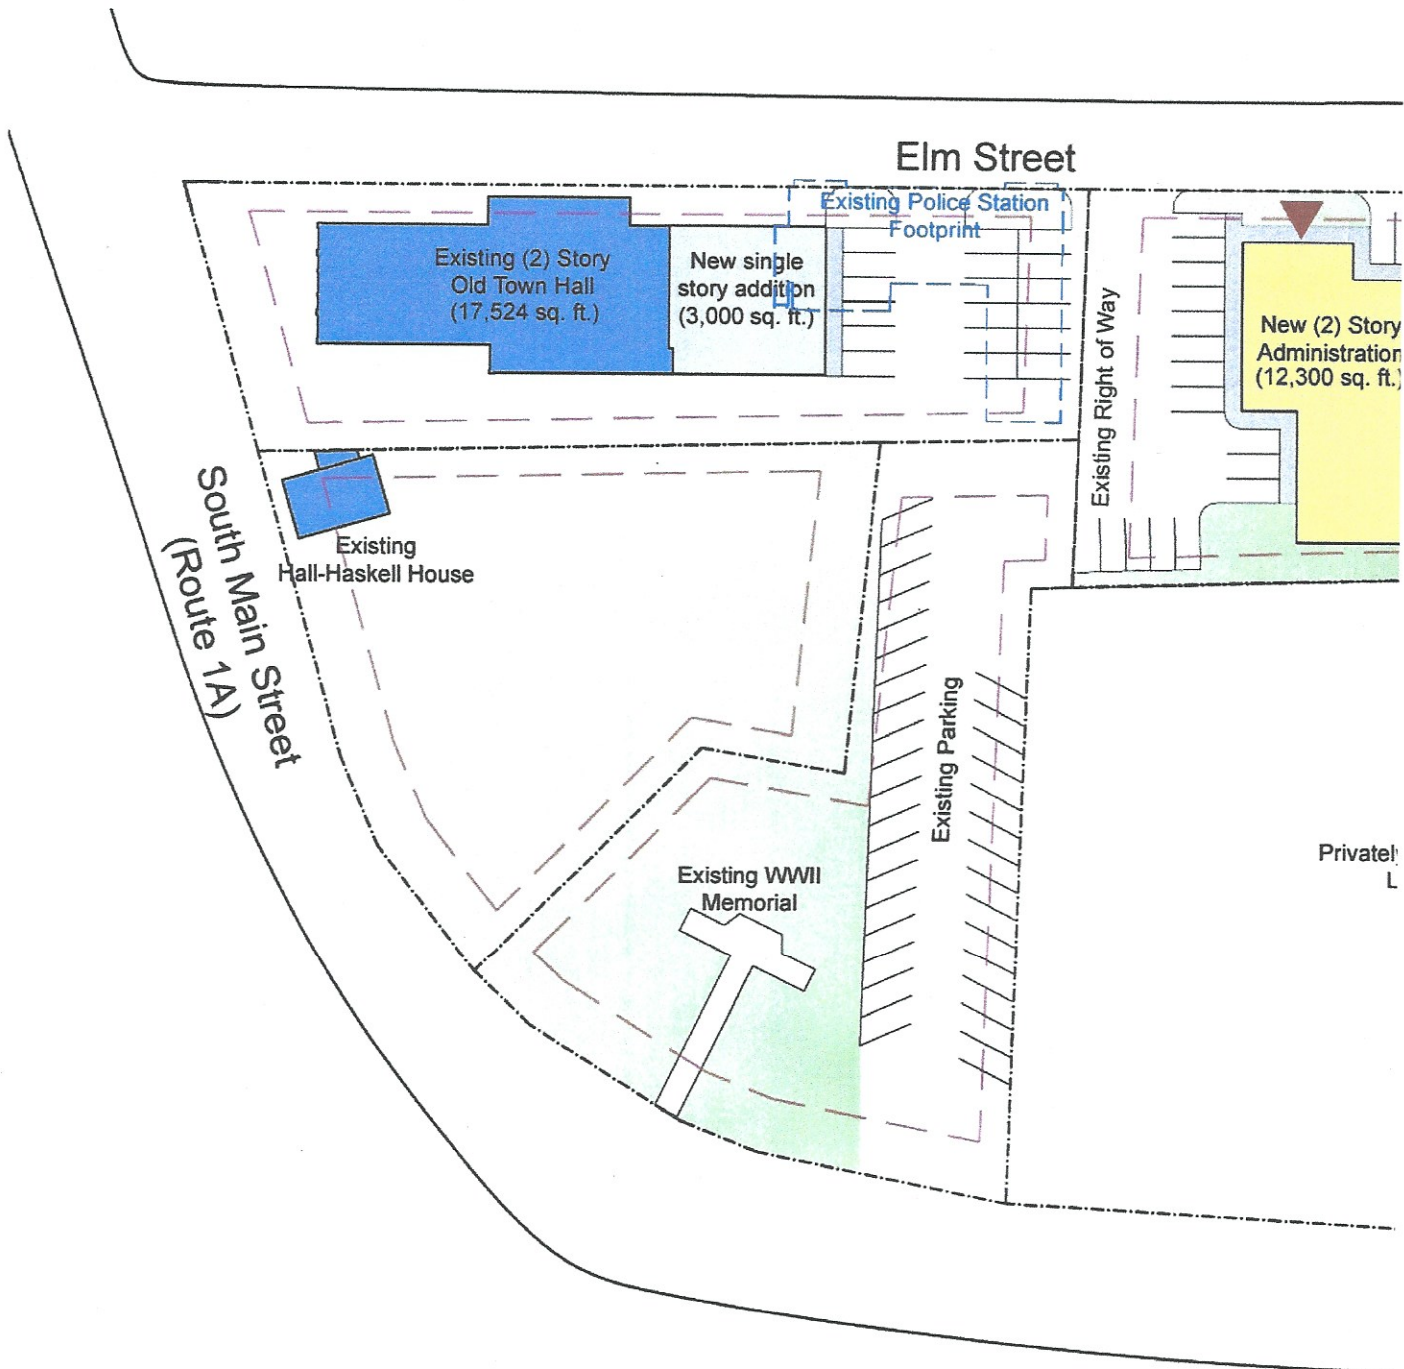 Elm Street
Existing Police Station
Footprint
Existing (2) Story
Old Town Hall
(17,524 sq. ft.)
New single
story addition
(3,000 sq. ft.)
Existing Right of Way
New (2) Story
Administration
(12,300 sq. ft.)
South Main Street
(Route 1A)
Existing
Hall-Haskell House
Existing Parking
Existing WWII
Memorial
Privatel
L